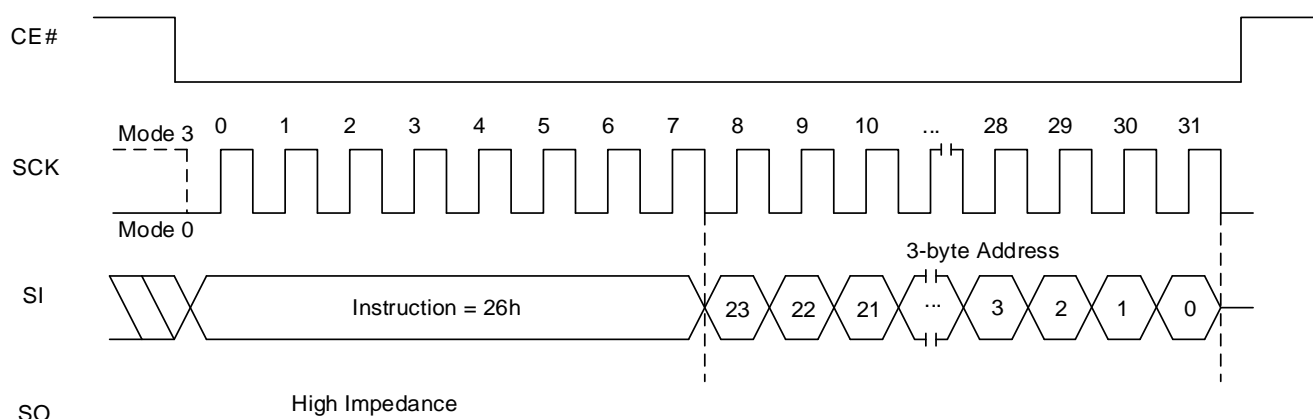 CE#
Mode 3
0 1 2 3 4 5 6 7 8 9 10 ... 28 29 30 31
SCK
Mode 0
3-byte Address
SI
Instruction = 26h
23 22 21 ... 3 2 1 0
High Impedance
SO